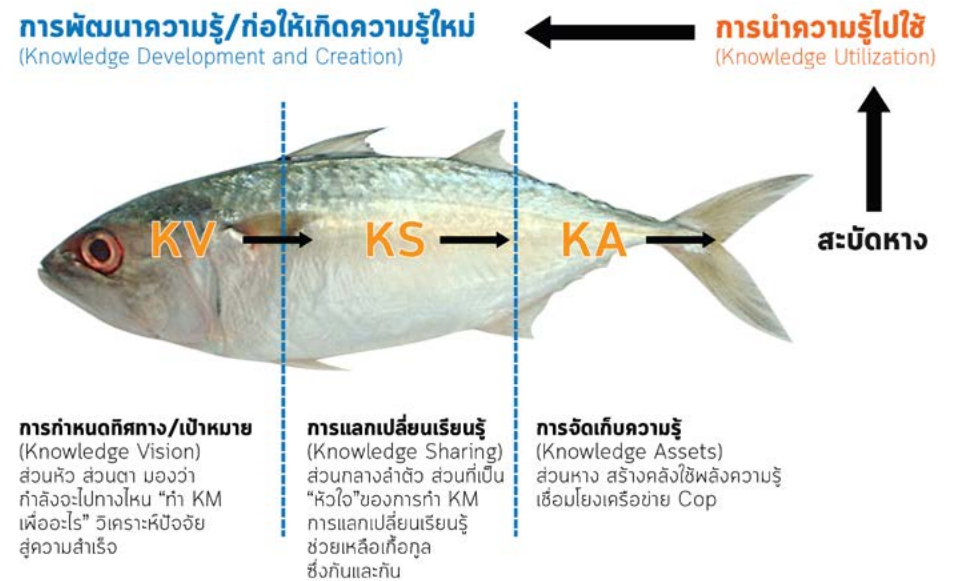 การพัฒนาความรู้/ก่อให้เกิดความรู้ใหม่
(Knowledge Development and Creation)
การนำความรู้ไปใช้
(Knowledge Utilization)
KV
KS
KA
สะบัดหาง
การกำหนดทิศทาง/เป้าหมาย
(Knowledge Vision)
ส่วนหัว ส่วนตา มองว่า
กำลังจะไปทางไหน “ทำ KM
เพื่ออะไร” วิเคราะห์ปัจจัย
สู่ความสำเร็จ
การแลกเปลี่ยนเรียนรู้
(Knowledge Sharing)
ส่วนกลางลำตัว ส่วนที่เป็น
“หัวใจ”ของการทำ KM
การแลกเปลี่ยนเรียนรู้
ช่วยเหลือเกื้อกูล
ซึ่งกันและกัน
การจัดเก็บความรู้
(Knowledge Assets)
ส่วนหาง สร้างคลังใช้พลังความรู้
เชื่อมโยงเครือข่าย Cop